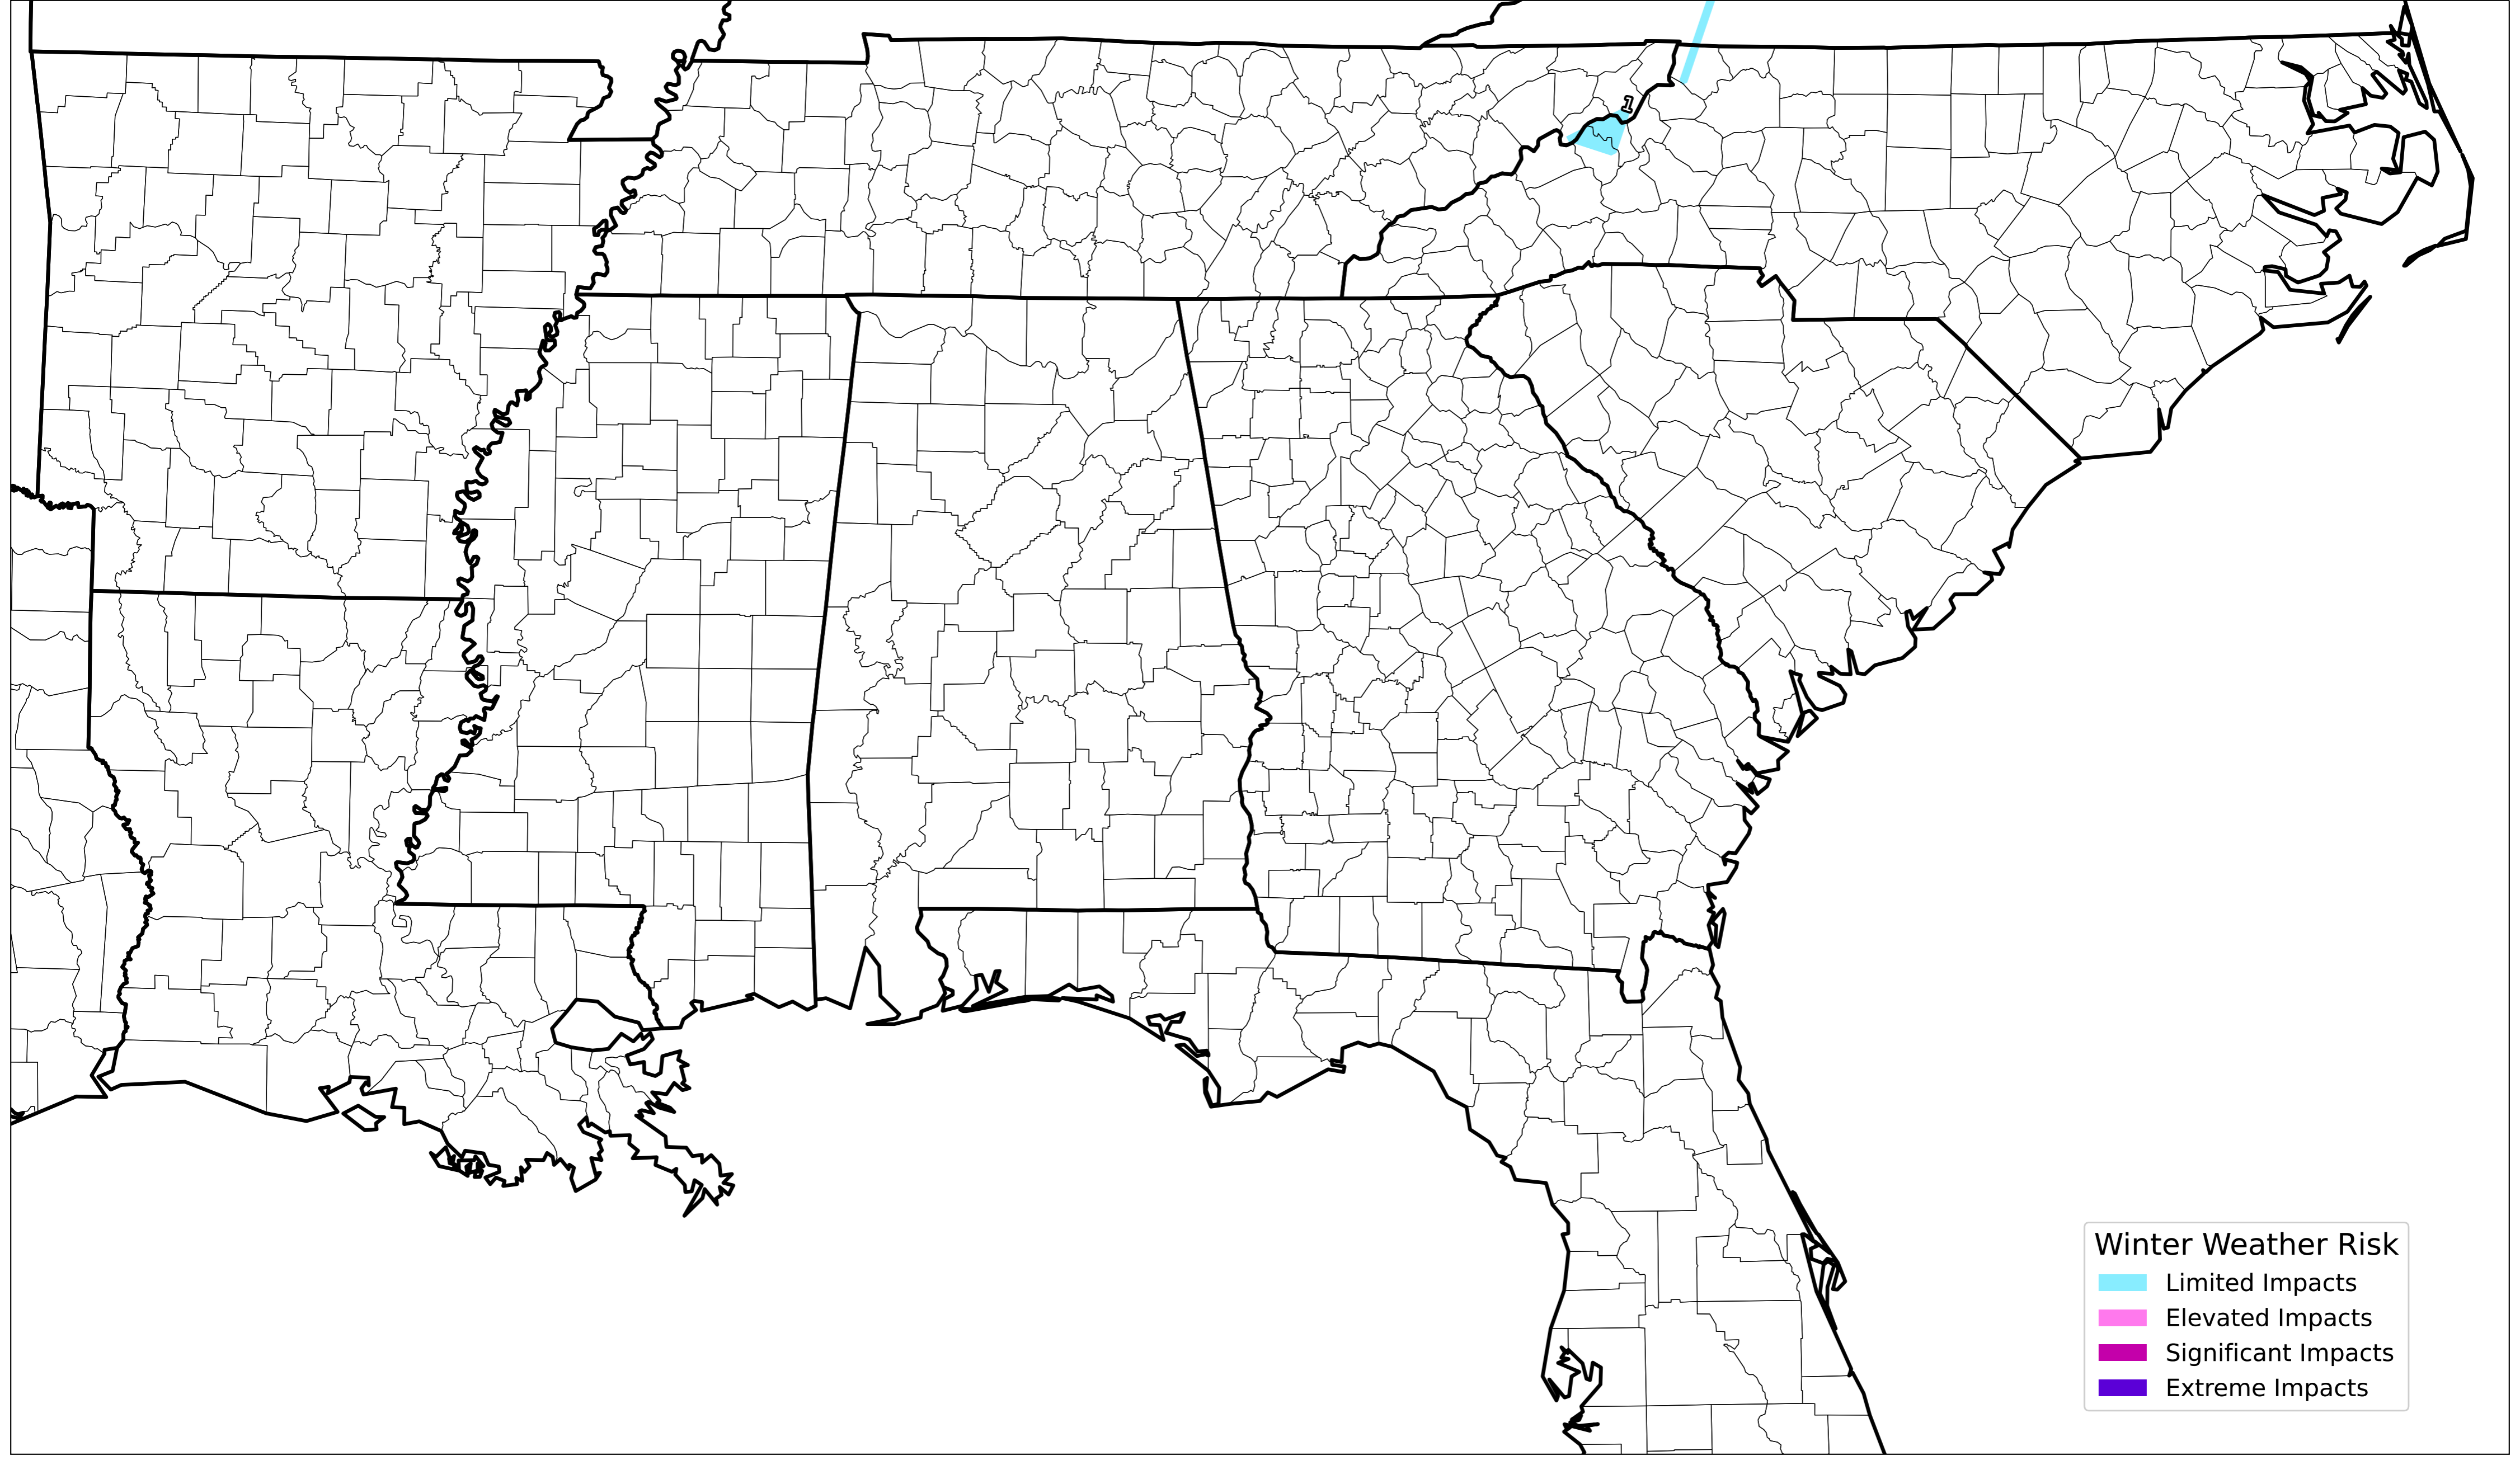 1
Winter Weather Risk
Limited Impacts
Elevated Impacts
Significant Impacts
Extreme Impacts